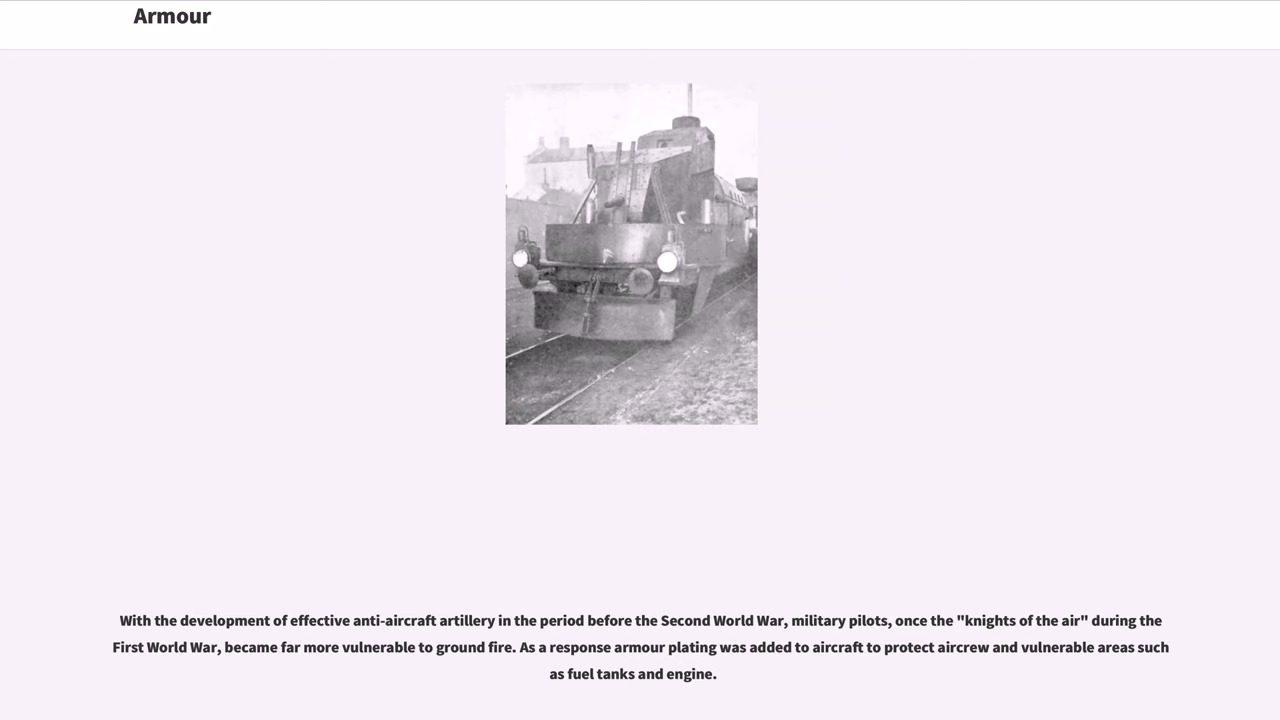 Armour
With the development of effective anti-aircraft artillery in the period before the Second World War, military pilots, once the "knights of the air" during the
First World War, became far more vulnerable to ground fire. As a response armour plating was added to aircraft to protect aircrew and vulnerable areas such
as fuel tanks and engine.